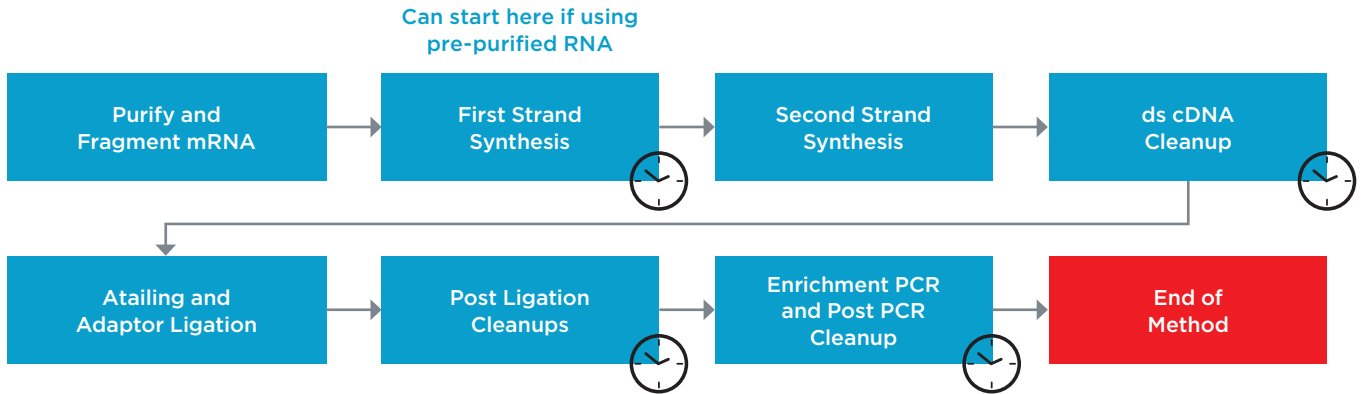 Can start here if using
pre-purified RNA
Purify and
Fragment mRNA
First Strand
Synthesis
Second Strand
Synthesis
ds cDNA
Cleanup
Atailing and
Adaptor Ligation
Post Ligation
Cleanups
Enrichment PCR
and Post PCR
Cleanup
End of
Method